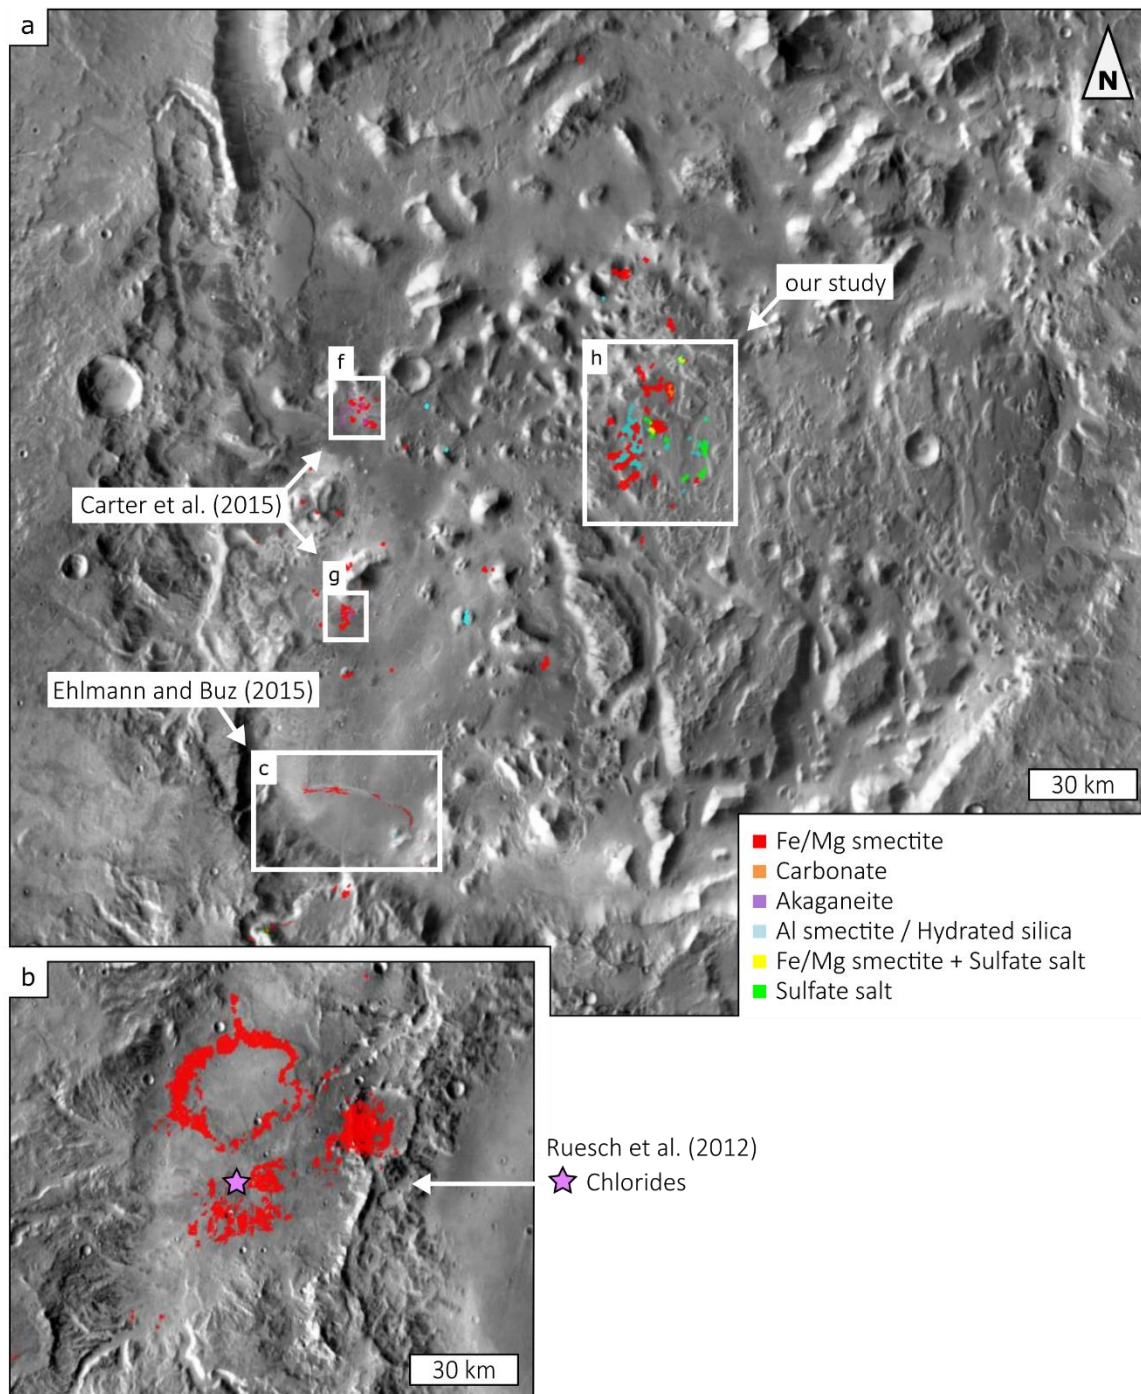 a
N
our study
h
f
Carter et al. (2015)
g
Ehlmann and Buz (2015)
c
30 km
Fe/Mg smectite
Carbonate
Akaganeite
Al smectite / Hydrated silica
Fe/Mg smectite + Sulfate salt
Sulfate salt
b
Ruesch et al. (2012)
Chlorides
30 km